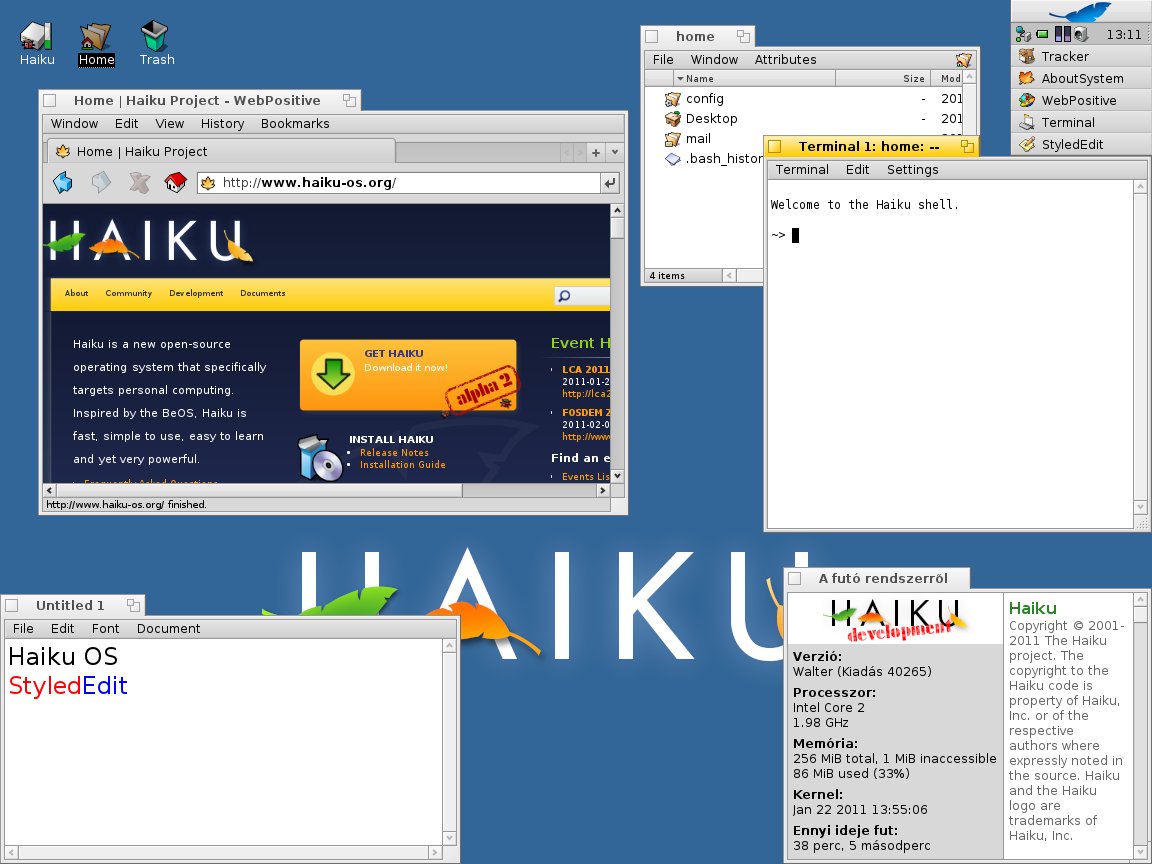 Haiku
Home
Trash
Home | Haiku Project - WebPositive
Window Edit View History Bookmarks
Home | Haiku Project
http://www.haiku-os.org/
HAIKU
About Community Development Documents
Haiku is a new open-source
operating system that specifically
targets personal computing.
Inspired by the BeOS, Haiku is
fast, simple to use, easy to learn
and yet very powerful.
Frequently Asked Questions
GET HAIKU
Download it now!
alpha 2
INSTALL HAIKU
Release Notes
Installation Guide
Event H
LCA 2011
2011-01-2
http://lca2
FOSDEM 2
2011-02-0
http://www
Find an e
Events Lis
http://www.haiku-os.org/ finished.
home
File Window Attributes
Name Size Mod
config - 201
Desktop - 201
mail
.bash_histor
4 items
Terminal 1: home: --
Terminal Edit Settings
Welcome to the Haiku shell.
~>
13:11
Tracker
AboutSystem
WebPositive
Terminal
StyledEdit
HAIKU
Untitled 1
File Edit Font Document
Haiku OS
StyledEdit
A futó rendszerről
HAIKU
development
Verzió:
Walter (Kiadás 40265)
Processzor:
Intel Core 2
1.98 GHz
Memória:
256 MiB total, 1 MiB inaccessible
86 MiB used (33%)
Kernel:
Jan 22 2011 13:55:06
Ennyi ideje fut:
38 perc, 5 másodperc
Haiku
Copyright © 2001-
2011 The Haiku
project. The
copyright to the
Haiku code is
property of Haiku,
Inc. or of the
respective
authors where
expressly noted in
the source. Haiku
and the Haiku
logo are
trademarks of
Haiku, Inc.